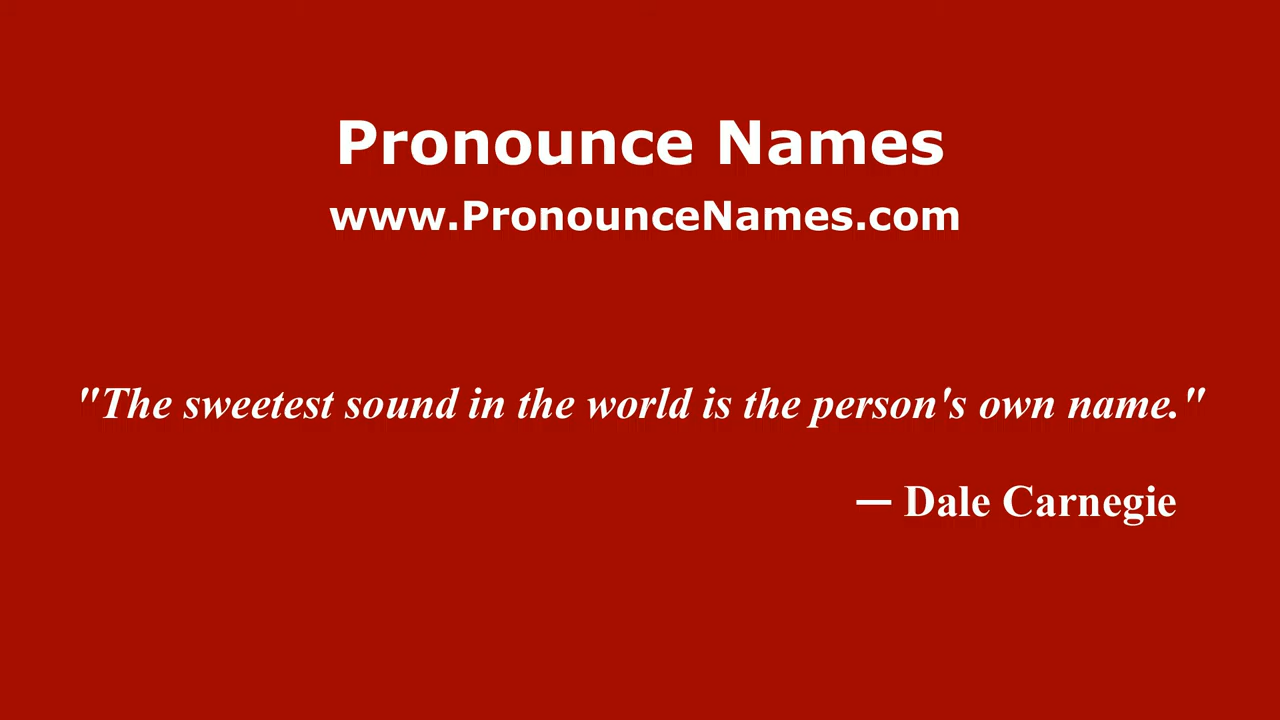 Pronounce Names
www.PronounceNames.com
"The sweetest sound in the world is the person's own name."
— Dale Carnegie